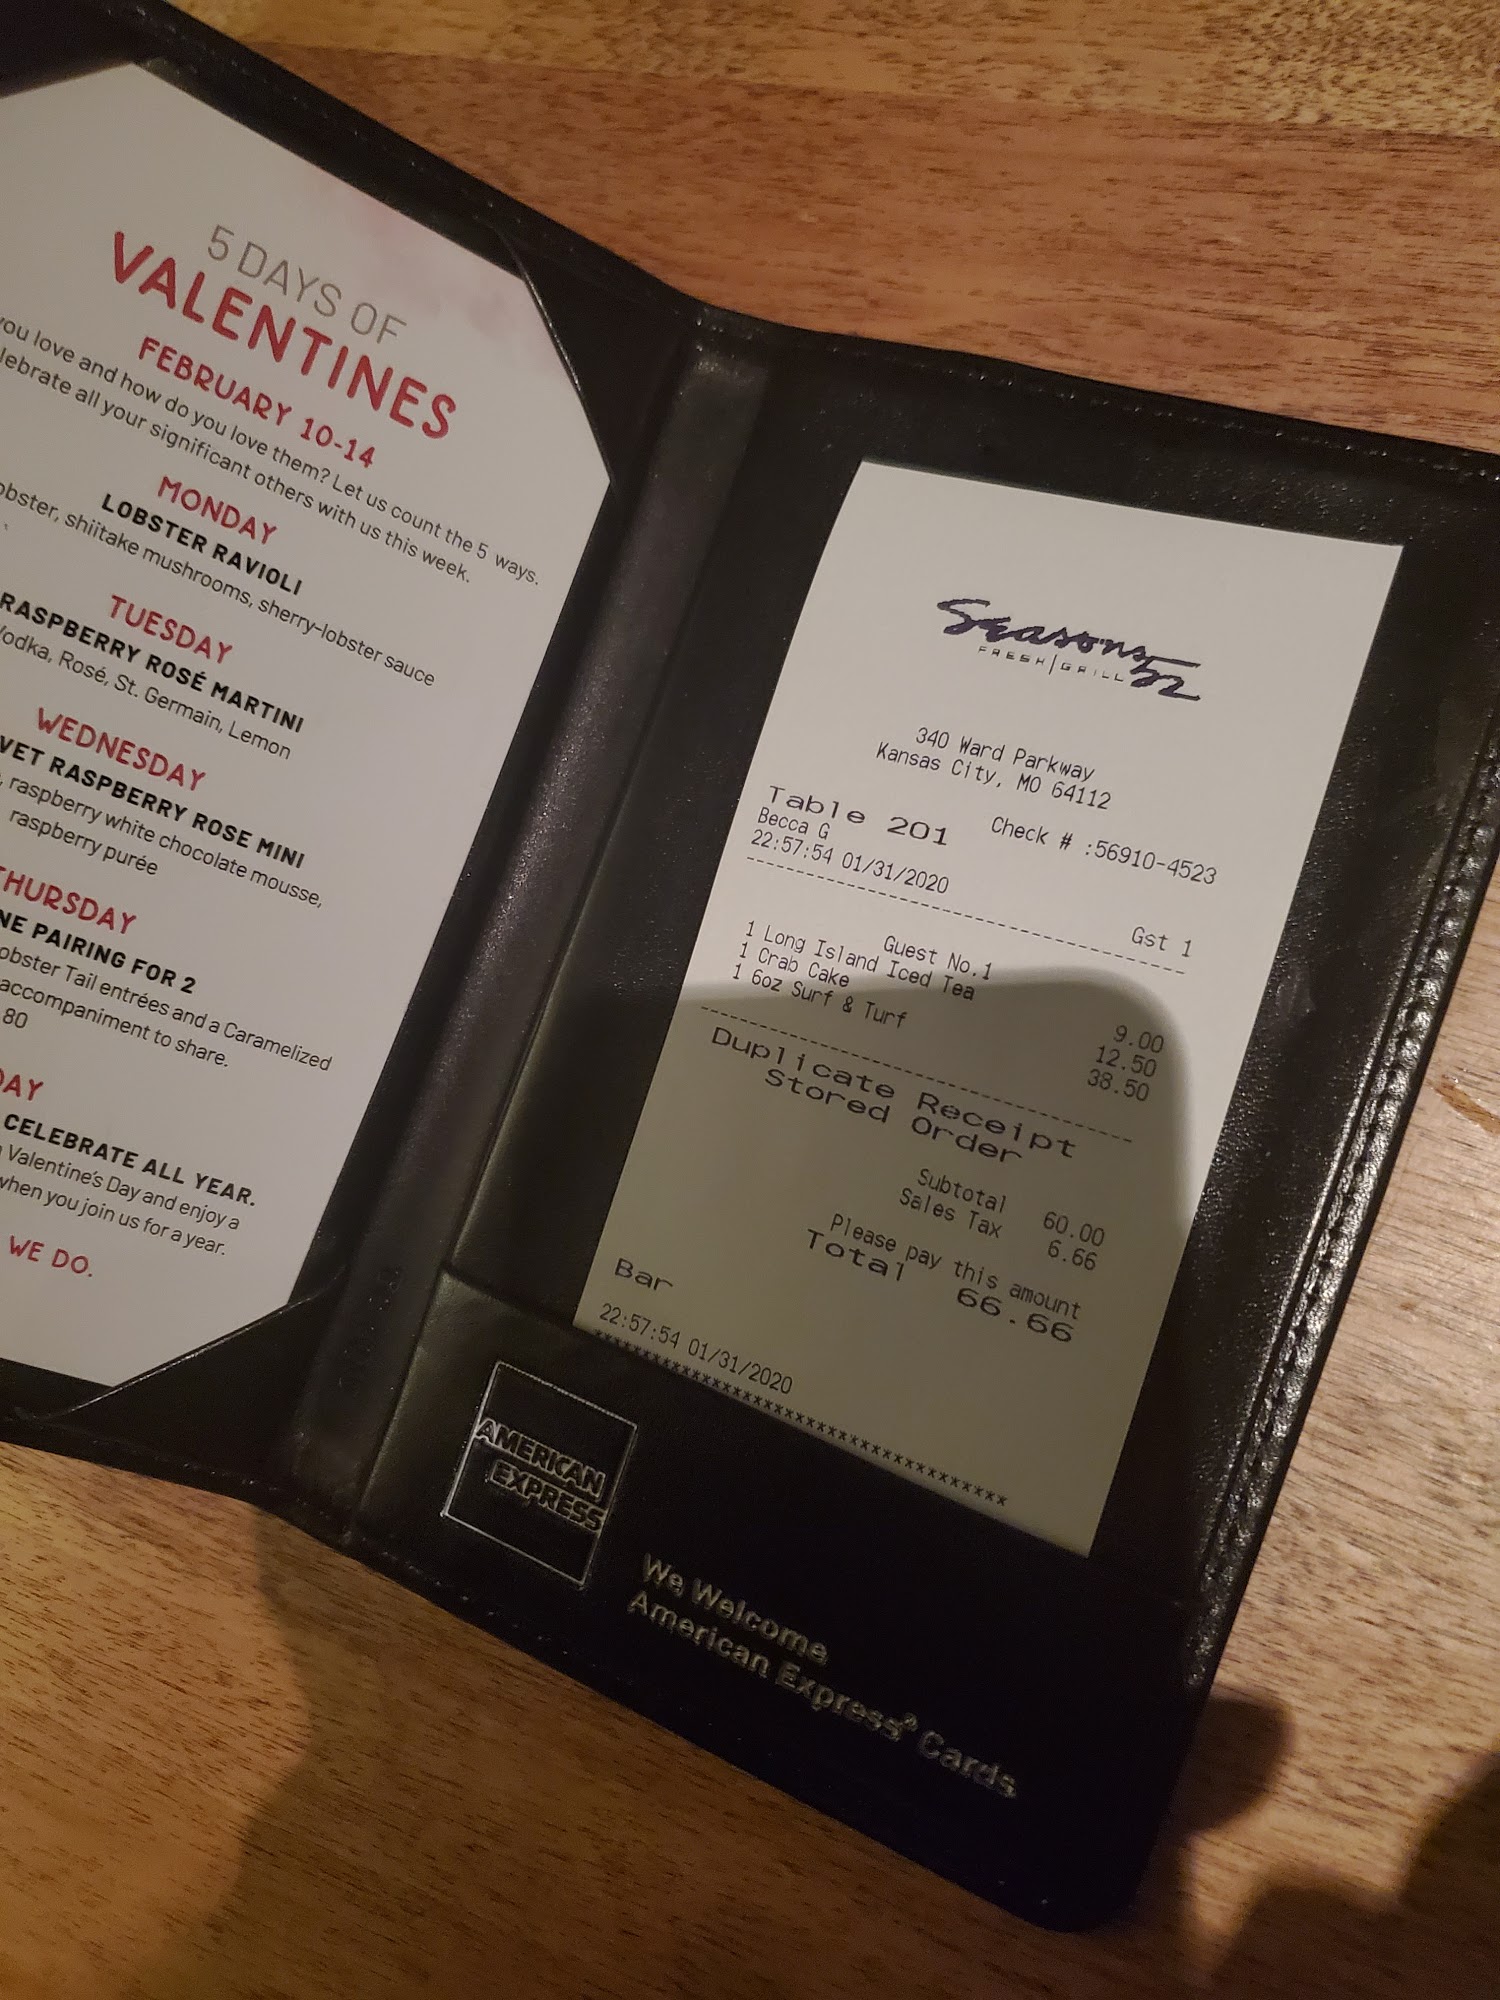 5 DAYS OF
VALENTINES
FEBRUARY 10-14
you love and how do you love them? Let us count the 5 ways.
all your significant others with us this week.
MONDAY
LOBSTER RAVIOLI
shiitake mushrooms, sherry-lobster sauce
TUESDAY
RASPBERRY ROSÉ MARTINI
Vodka, Rosé, St. Germain, Lemon
WEDNESDAY
RASPBERRY ROSE MINI
raspberry white chocolate mousse,
raspberry purée
THURSDAY
PAIRING FOR 2
Lobster Tail entrées and a Caramelized
accompaniment to share.
80
CELEBRATE ALL YEAR.
Valentine's Day and enjoy a
when you join us for a year.
WE DO.
Seasons 52
FRESH | GRILL
340 Ward Parkway
Kansas City, MO 64112
Table 201 Check # :56910-4523
Becca G
22:57:54 01/31/2020
Gst 1
Guest No.1
1 Long Island Iced Tea 9.00
1 Crab Cake 12.50
1 6oz Surf & Turf 38.50
Duplicate Receipt
Stored Order
Subtotal 60.00
Sales Tax 6.66
Please pay this amount
Total 66.66
Bar
22:57:54 01/31/2020
***********************************
AMERICAN
EXPRESS
We Welcome
American Express® Cards